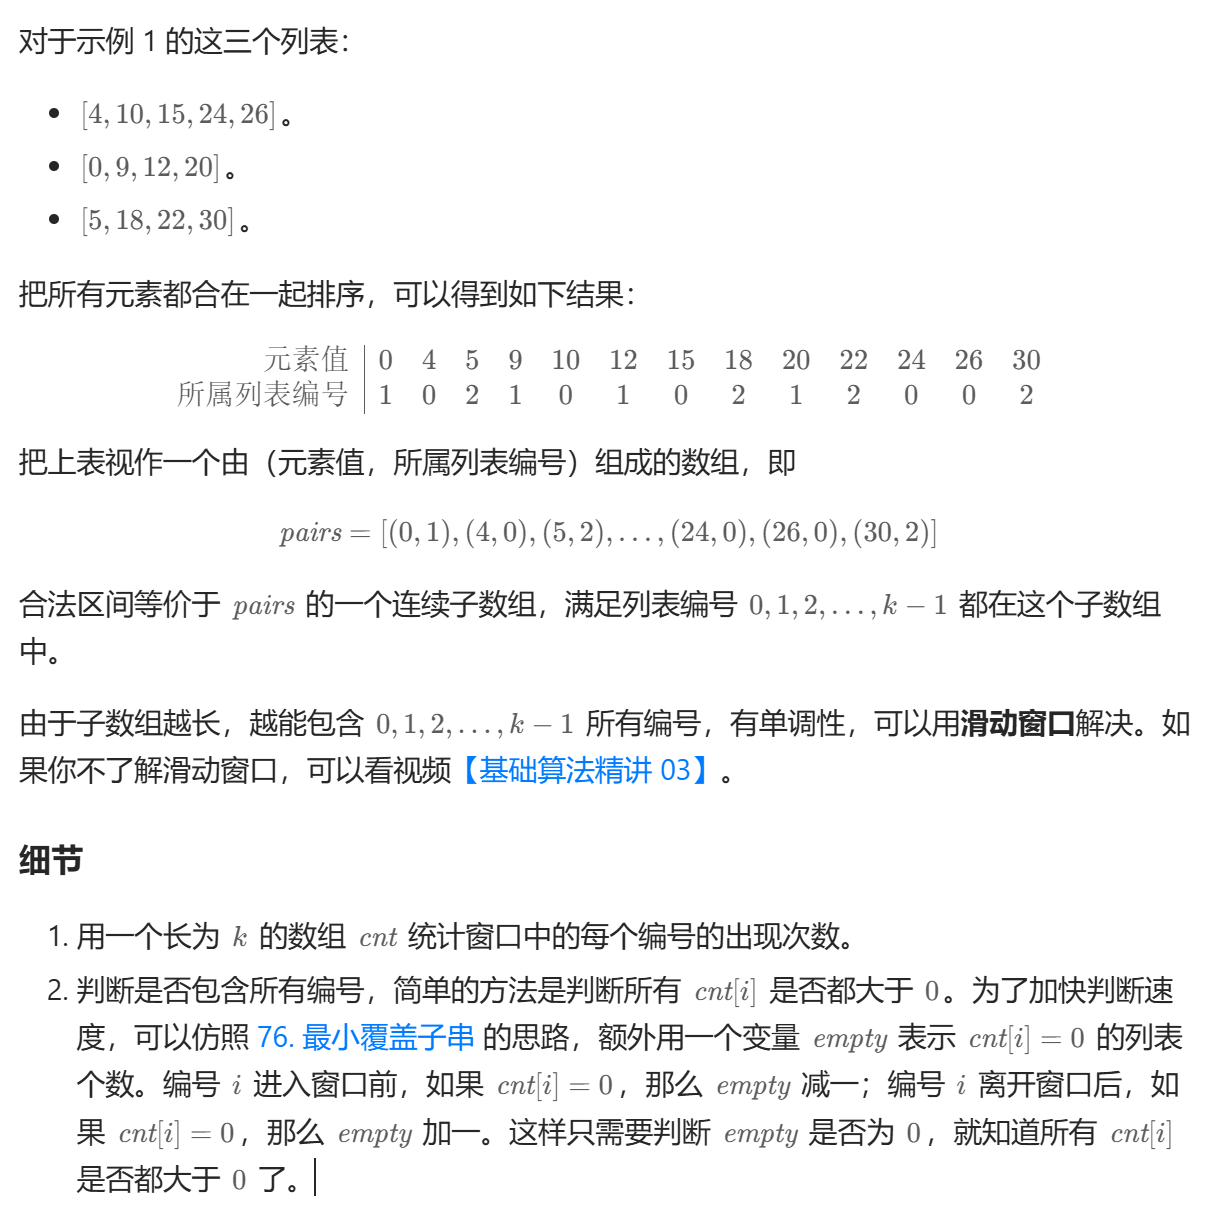 对于示例 1 的这三个列表：
• [4, 10, 15, 24, 26]。
• [0, 9, 12, 20]。
• [5, 18, 22, 30]。
把所有元素都合在一起排序，可以得到如下结果：
元素值 | 0 4 5 9 10 12 15 18 20 22 24 26 30
所属列表编号 | 1 0 2 1 0 1 0 2 1 2 0 0 2
把上表视作一个由（元素值，所属列表编号）组成的数组，即
pairs = [(0, 1), (4, 0), (5, 2), . . . , (24, 0), (26, 0), (30, 2)]
合法区间等价于 pairs 的一个连续子数组，满足列表编号 0, 1, 2, . . . , k − 1 都在这个子数组
中。
由于子数组越长，越能包含 0, 1, 2, . . . , k − 1 所有编号，有单调性，可以用滑动窗口解决。如
果你不了解滑动窗口，可以看视频【基础算法精讲 03】。
细节
1. 用一个长为 k 的数组 cnt 统计窗口中的每个编号的出现次数。
2. 判断是否包含所有编号，简单的方法是判断所有 cnt[i] 是否都大于 0。为了加快判断速
度，可以仿照 76. 最小覆盖子串 的思路，额外用一个变量 empty 表示 cnt[i] = 0 的列表
个数。编号 i 进入窗口前，如果 cnt[i] = 0，那么 empty 减一；编号 i 离开窗口后，如
果 cnt[i] = 0，那么 empty 加一。这样只需要判断 empty 是否为 0，就知道所有 cnt[i]
是否都大于 0 了。